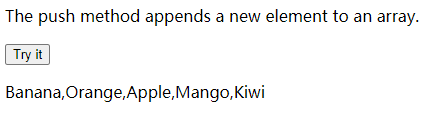 The push method appends a new element to an array.
Try it
Banana,Orange,Apple,Mango,Kiwi